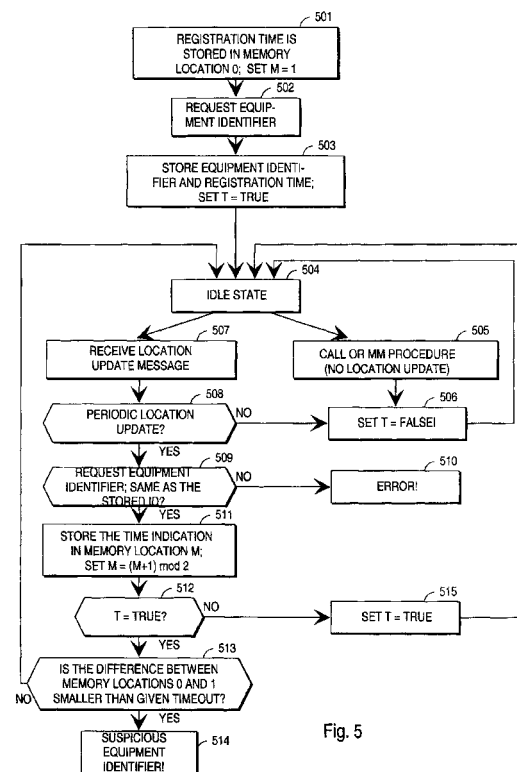 501
REGISTRATION TIME IS
STORED IN MEMORY
LOCATION 0; SET M = 1
502
REQUEST EQUIP-
MENT IDENTIFIER
503
STORE EQUIPMENT IDENTI-
FIER AND REGISTRATION TIME;
SET T = TRUE
504
IDLE STATE
507
RECEIVE LOCATION
UPDATE MESSAGE
505
CALL OR MM PROCEDURE
(NO LOCATION UPDATE)
508
PERIODIC LOCATION
UPDATE?
NO
506
SET T = FALSE!
YES
509
REQUEST EQUIPMENT
IDENTIFIER; SAME AS THE
STORED ID?
NO
510
ERROR!
YES
511
STORE THE TIME INDICATION
IN MEMORY LOCATION M;
SET M = (M+1) mod 2
512
T = TRUE?
NO
515
SET T = TRUE
YES
513
IS THE DIFFERENCE BETWEEN
MEMORY LOCATIONS 0 AND 1
SMALLER THAN GIVEN TIMEOUT?
NO
YES
514
SUSPICIOUS
EQUIPMENT
IDENTIFIER!
Fig. 5